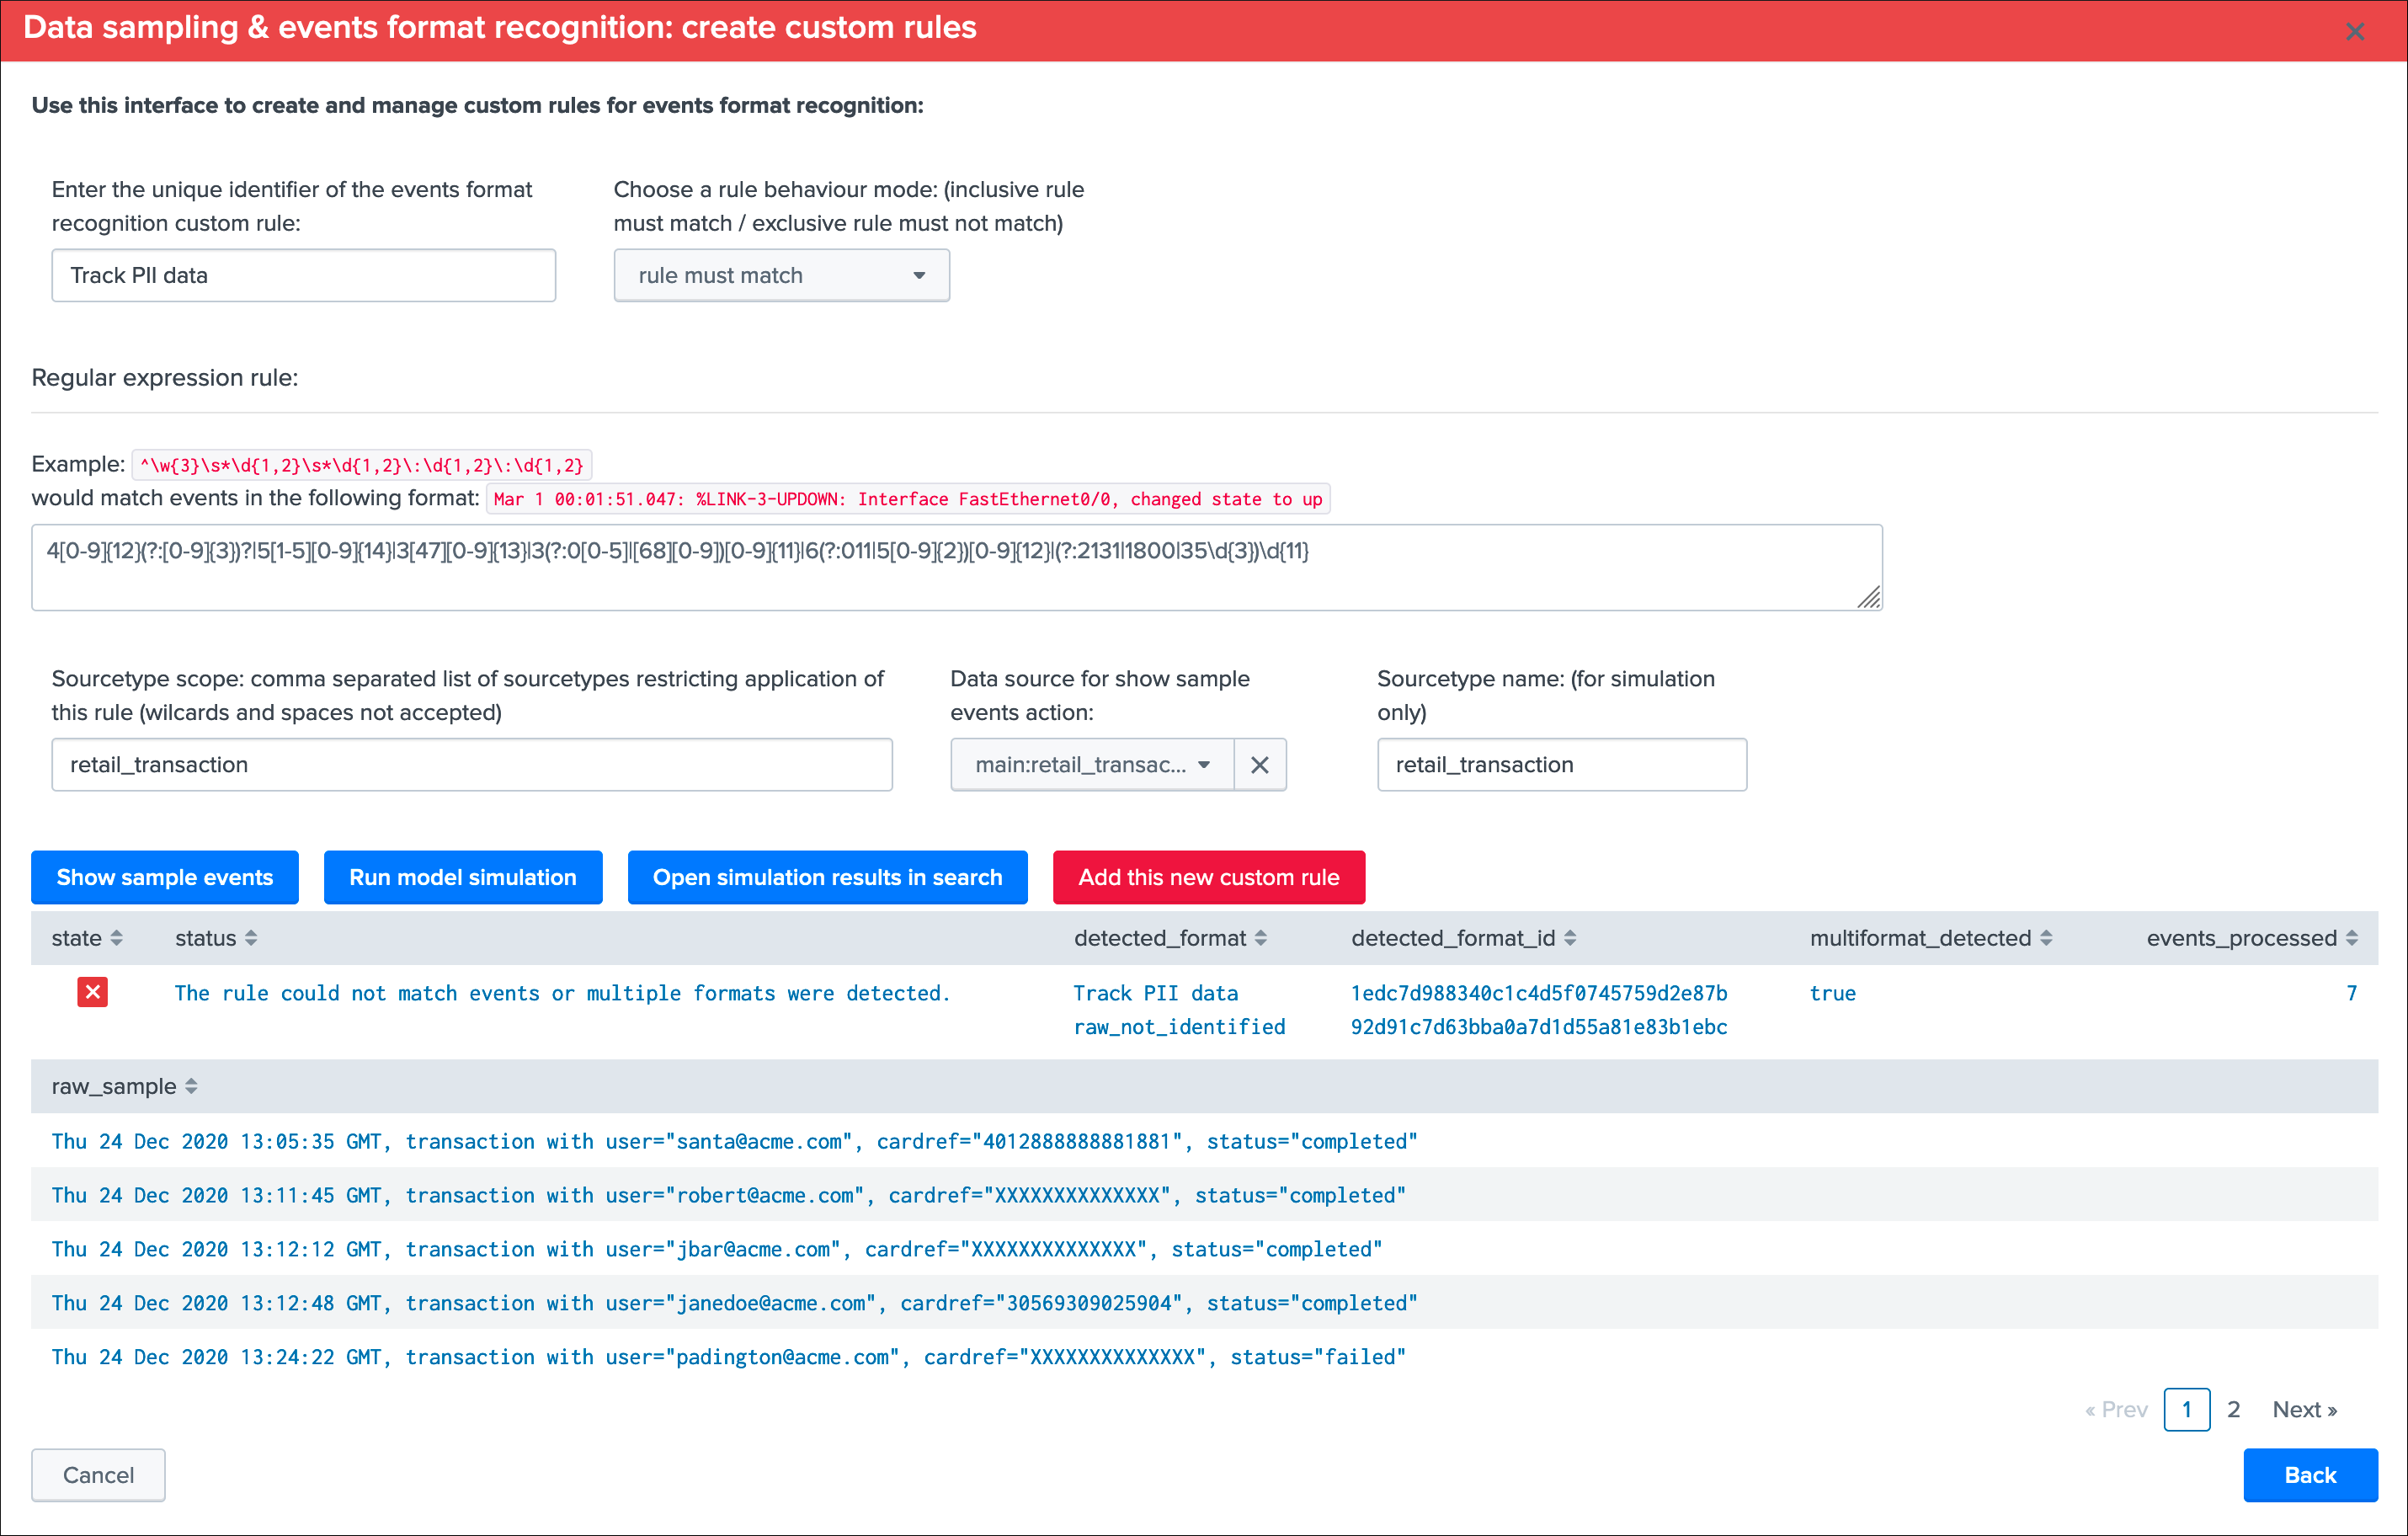 Data sampling & events format recognition: create custom rules
Use this interface to create and manage custom rules for events format recognition:
Enter the unique identifier of the events format
recognition custom rule:
Choose a rule behaviour mode: (inclusive rule
must match / exclusive rule must not match)
Track PII data
rule must match
Regular expression rule:
Example: ^\w{3}\s*\d{1,2}\s*\d{1,2}\:\d{1,2}\:\d{1,2}
would match events in the following format: Mar 1 00:01:51.047: %LINK-3-UPDOWN: Interface FastEthernet0/0, changed state to up
4[0-9]{12}(?:[0-9]{3})?|5[1-5][0-9]{14}|3[47][0-9]{13}|3(?:0[0-5]|[68][0-9])[0-9]{11}|6(?:011|5[0-9]{2})[0-9]{12}|(?:2131|1800|35\d{3})\d{11}
Sourcetype scope: comma separated list of sourcetypes restricting application of
this rule (wilcards and spaces not accepted)
Data source for show sample
events action:
Sourcetype name: (for simulation
only)
retail_transaction
main:retail_transac...
retail_transaction
Show sample events
Run model simulation
Open simulation results in search
Add this new custom rule
state status detected_format detected_format_id multiformat_detected events_processed
The rule could not match events or multiple formats were detected. Track PII data 1edc7d988340c1c4d5f0745759d2e87b true 7
raw_not_identified 92d91c7d63bba0a7d1d55a81e83b1ebc
raw_sample
Thu 24 Dec 2020 13:05:35 GMT, transaction with user="santa@acme.com", cardref="4012888888881881", status="completed"
Thu 24 Dec 2020 13:11:45 GMT, transaction with user="robert@acme.com", cardref="XXXXXXXXXXXXXX", status="completed"
Thu 24 Dec 2020 13:12:12 GMT, transaction with user="jbar@acme.com", cardref="XXXXXXXXXXXXXX", status="completed"
Thu 24 Dec 2020 13:12:48 GMT, transaction with user="janedoe@acme.com", cardref="30569309025904", status="completed"
Thu 24 Dec 2020 13:24:22 GMT, transaction with user="padington@acme.com", cardref="XXXXXXXXXXXXXX", status="failed"
« Prev 1 2 Next »
Cancel
Back